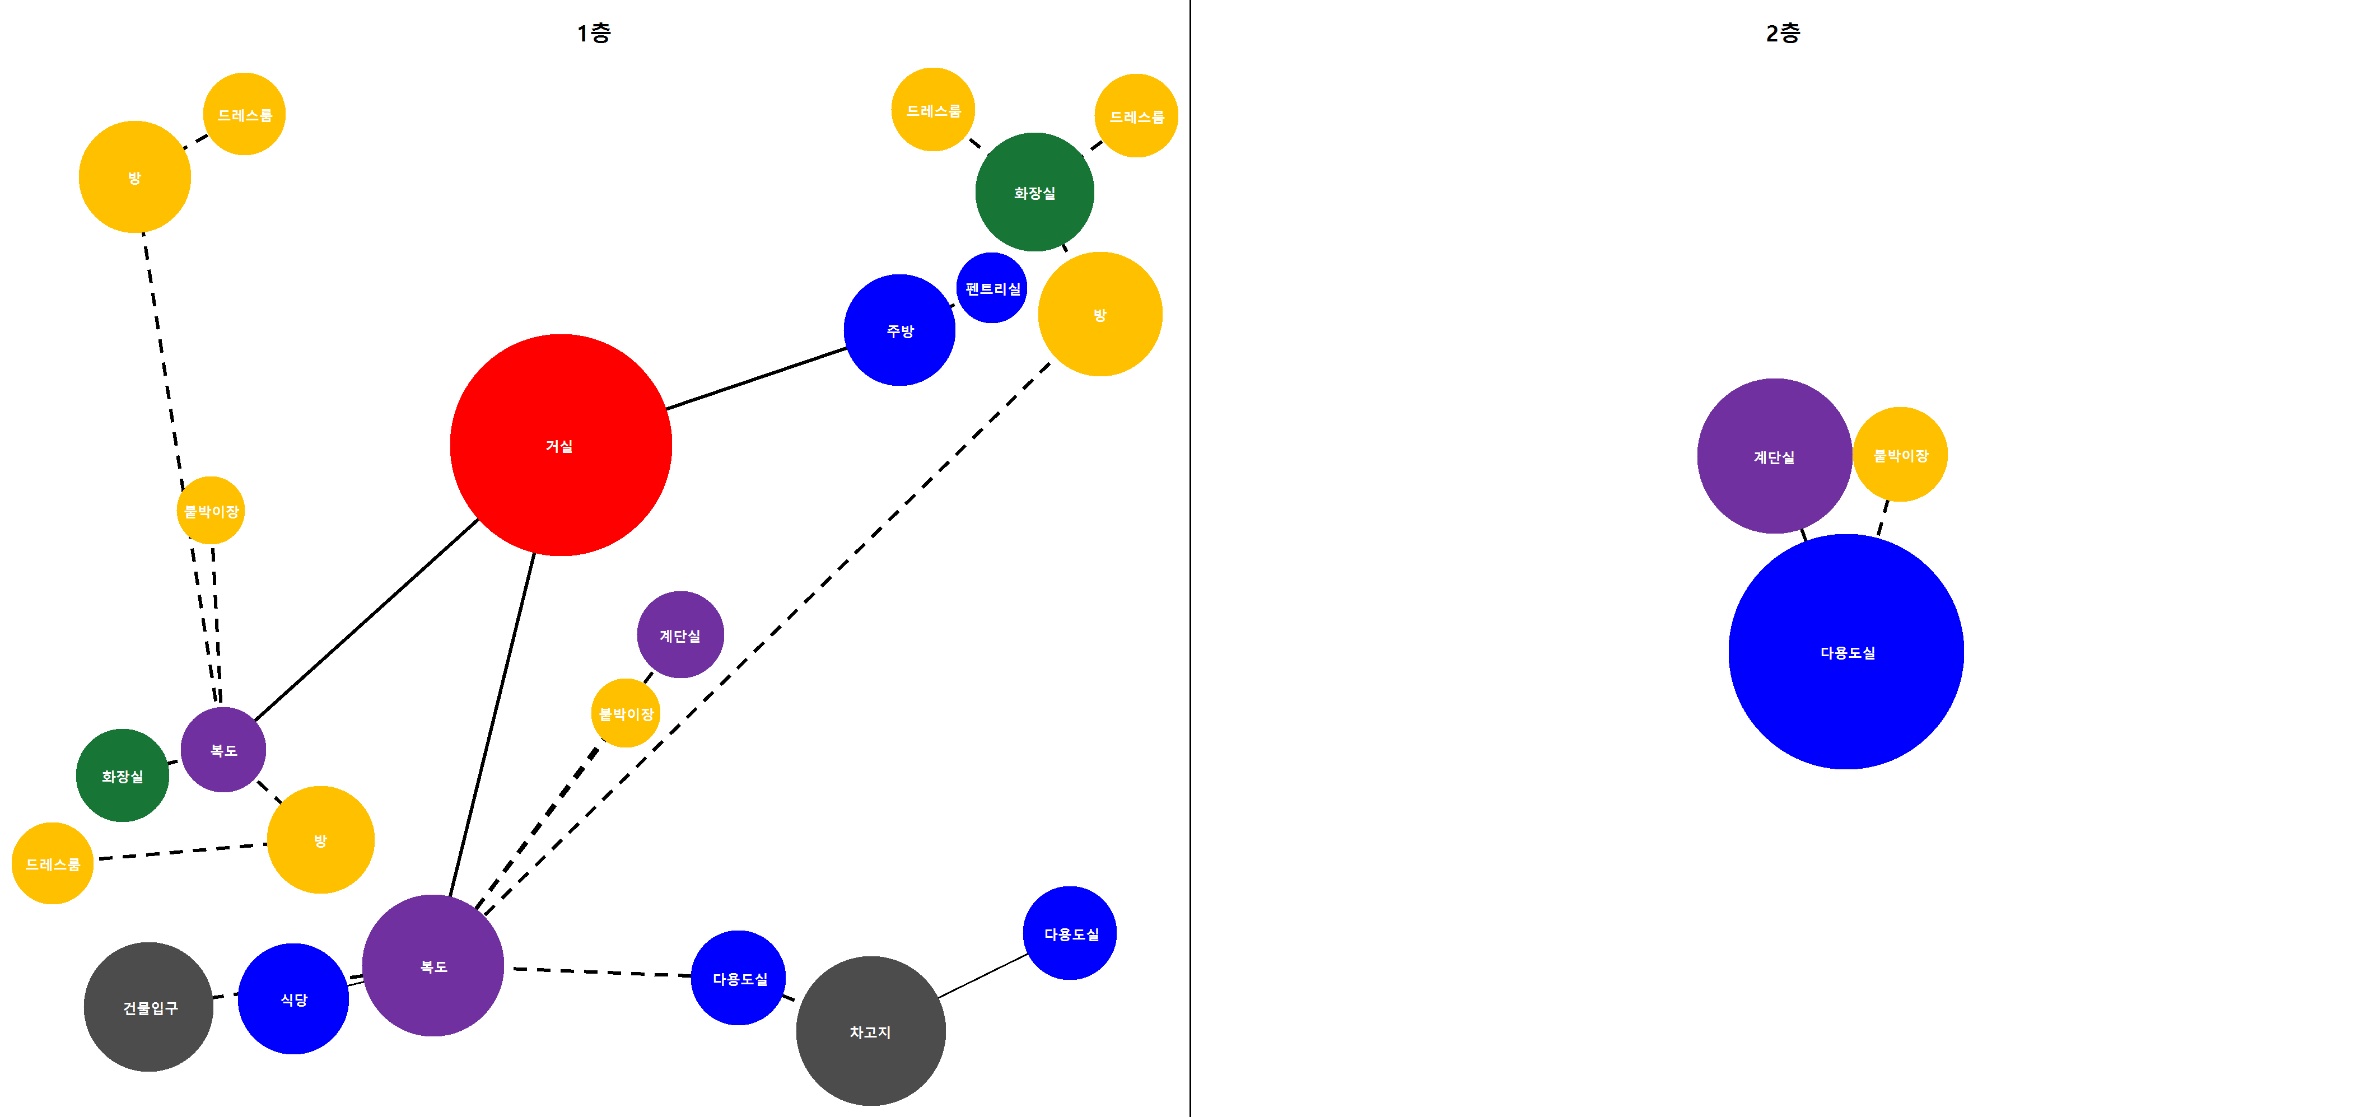 1층
2층
드레스룸
드레스룸
드레스룸
방
화장실
펜트리실
주방
방
거실
붙박이장
계단실
붙박이장
복도
화장실
방
드레스룸
다용도실
복도
다용도실
식당
건물입구
차고지
계단실
붙박이장
다용도실